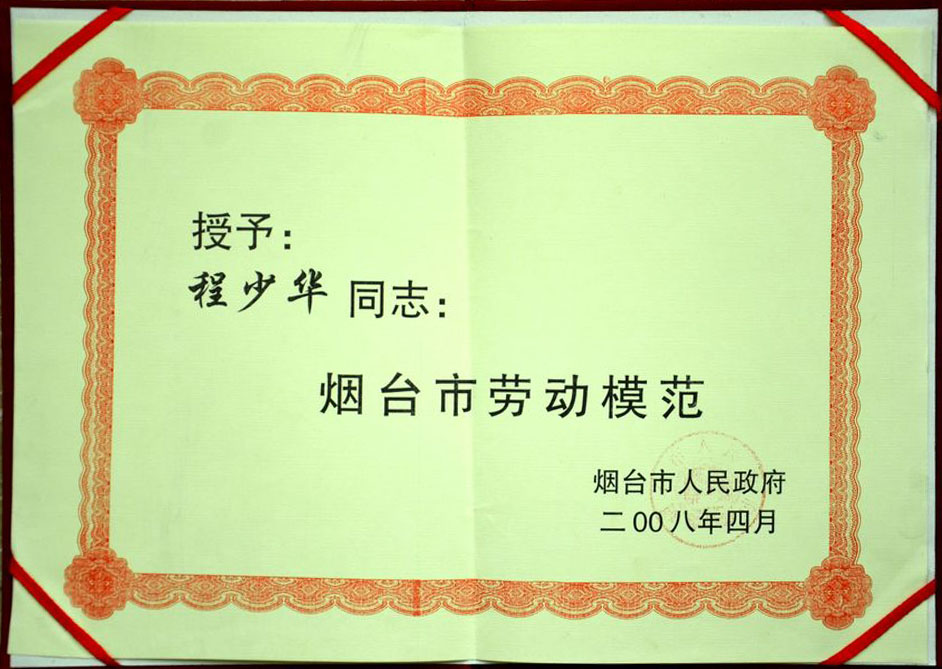 授予：
程少华 同志：
烟台市劳动模范
烟台市人民政府
二00八年四月